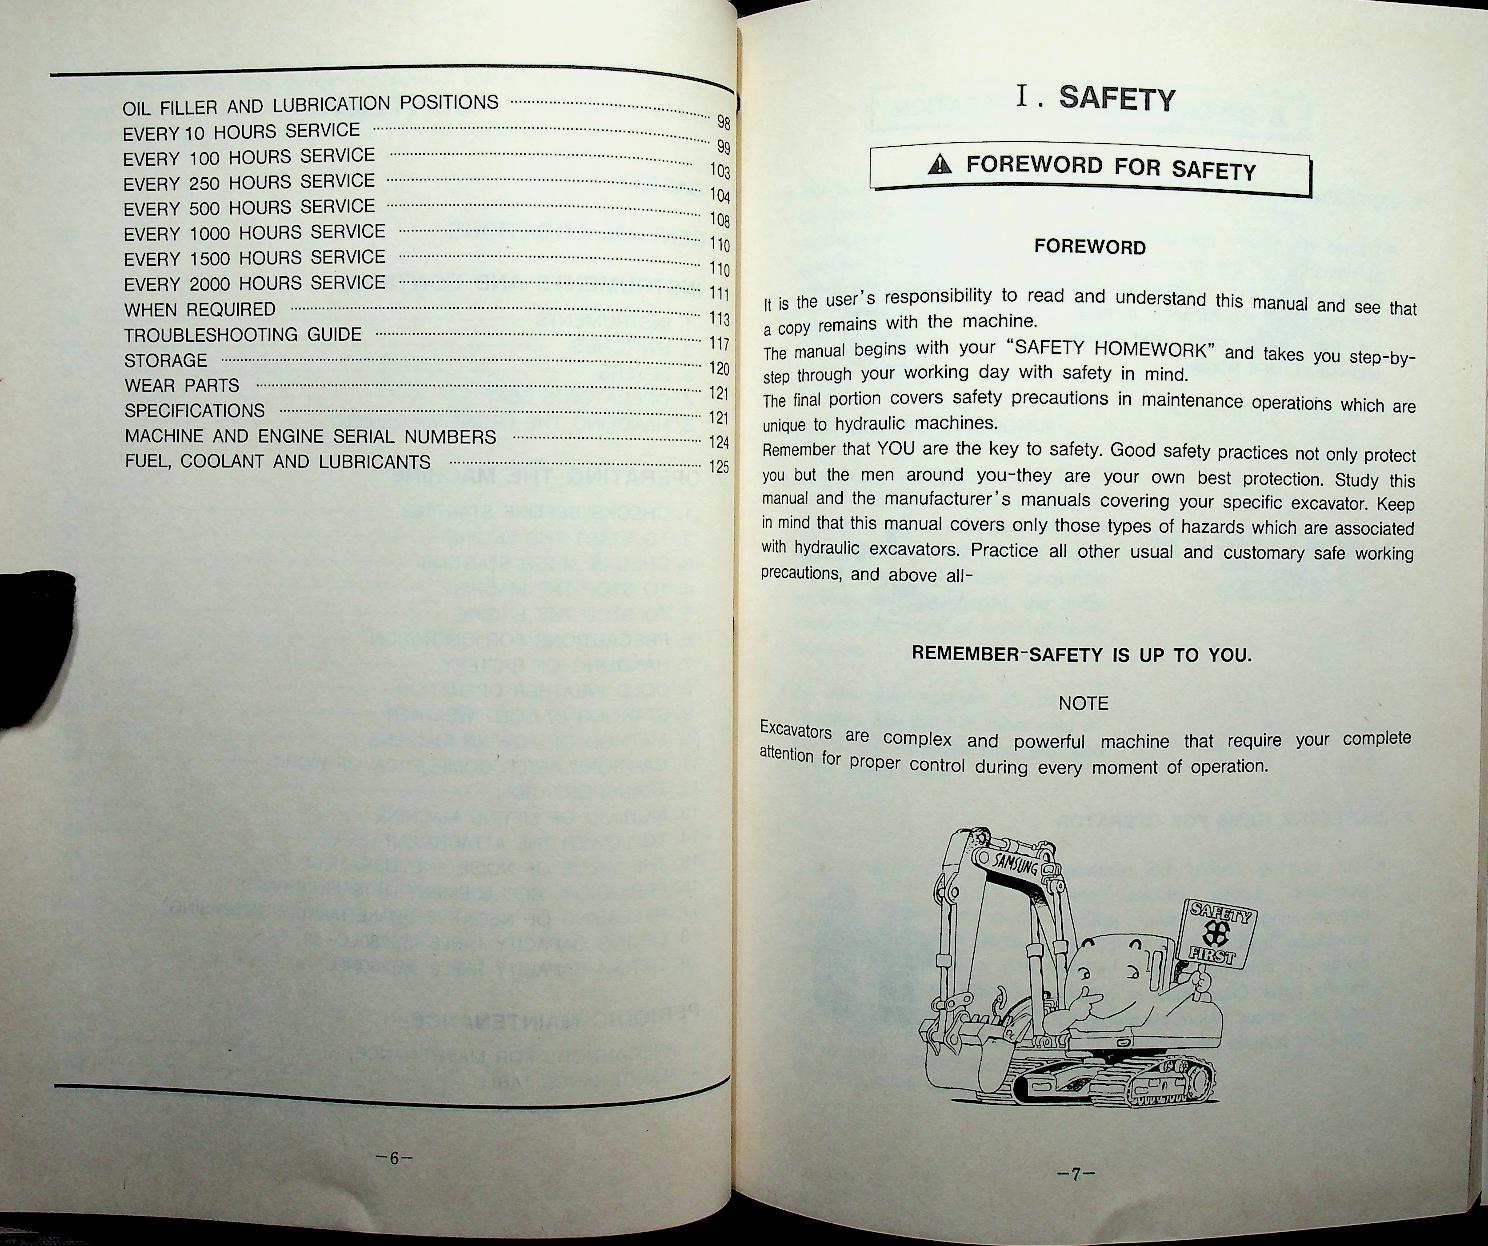 OIL FILLER AND LUBRICATION POSITIONS 98
EVERY 10 HOURS SERVICE 99
EVERY 100 HOURS SERVICE 103
EVERY 250 HOURS SERVICE 104
EVERY 500 HOURS SERVICE 108
EVERY 1000 HOURS SERVICE 110
EVERY 1500 HOURS SERVICE 110
EVERY 2000 HOURS SERVICE 111
WHEN REQUIRED 113
TROUBLESHOOTING GUIDE 117
STORAGE 120
WEAR PARTS 121
SPECIFICATIONS 121
MACHINE AND ENGINE SERIAL NUMBERS 124
FUEL, COOLANT AND LUBRICANTS 125
-6-
I. SAFETY
FOREWORD FOR SAFETY
FOREWORD
It is the user's responsibility to read and understand this manual and see that
a copy remains with the machine.
The manual begins with your "SAFETY HOMEWORK" and takes you step-by-
step through your working day with safety in mind.
The final portion covers safety precautions in maintenance operations which are
unique to hydraulic machines.
Remember that YOU are the key to safety. Good safety practices not only protect
you but the men around you-they are your own best protection. Study this
manual and the manufacturer's manuals covering your specific excavator. Keep
in mind that this manual covers only those types of hazards which are associated
with hydraulic excavators. Practice all other usual and customary safe working
precautions, and above all-
REMEMBER-SAFETY IS UP TO YOU.
NOTE
Excavators are complex and powerful machine that require your complete
attention for proper control during every moment of operation.
SAMSUNG
SAFETY
FIRST
-7-